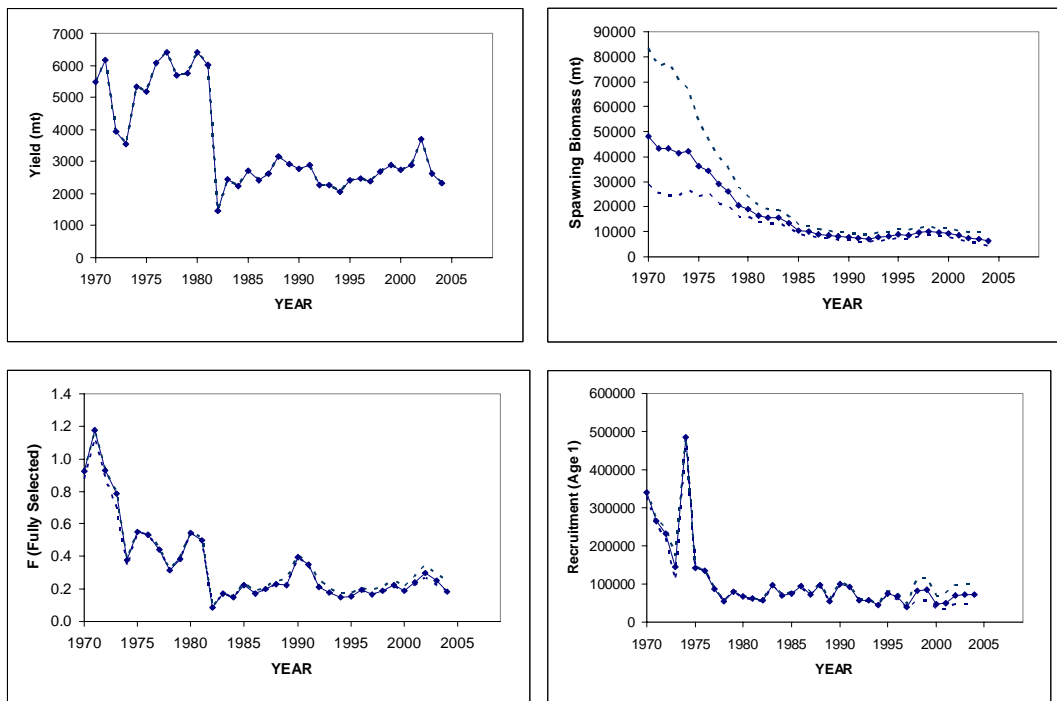 Yield (mt)
7000
6000
5000
4000
3000
2000
1000
0
1970 1975 1980 1985 1990 1995 2000 2005
YEAR
Spawning Biomass (mt)
90000
80000
70000
60000
50000
40000
30000
20000
10000
0
1970 1975 1980 1985 1990 1995 2000 2005
YEAR
F (Fully Selected)
1.4
1.2
1.0
0.8
0.6
0.4
0.2
0.0
1970 1975 1980 1985 1990 1995 2000 2005
YEAR
Recruitment (Age 1)
600000
500000
400000
300000
200000
100000
0
1970 1975 1980 1985 1990 1995 2000 2005
YEAR